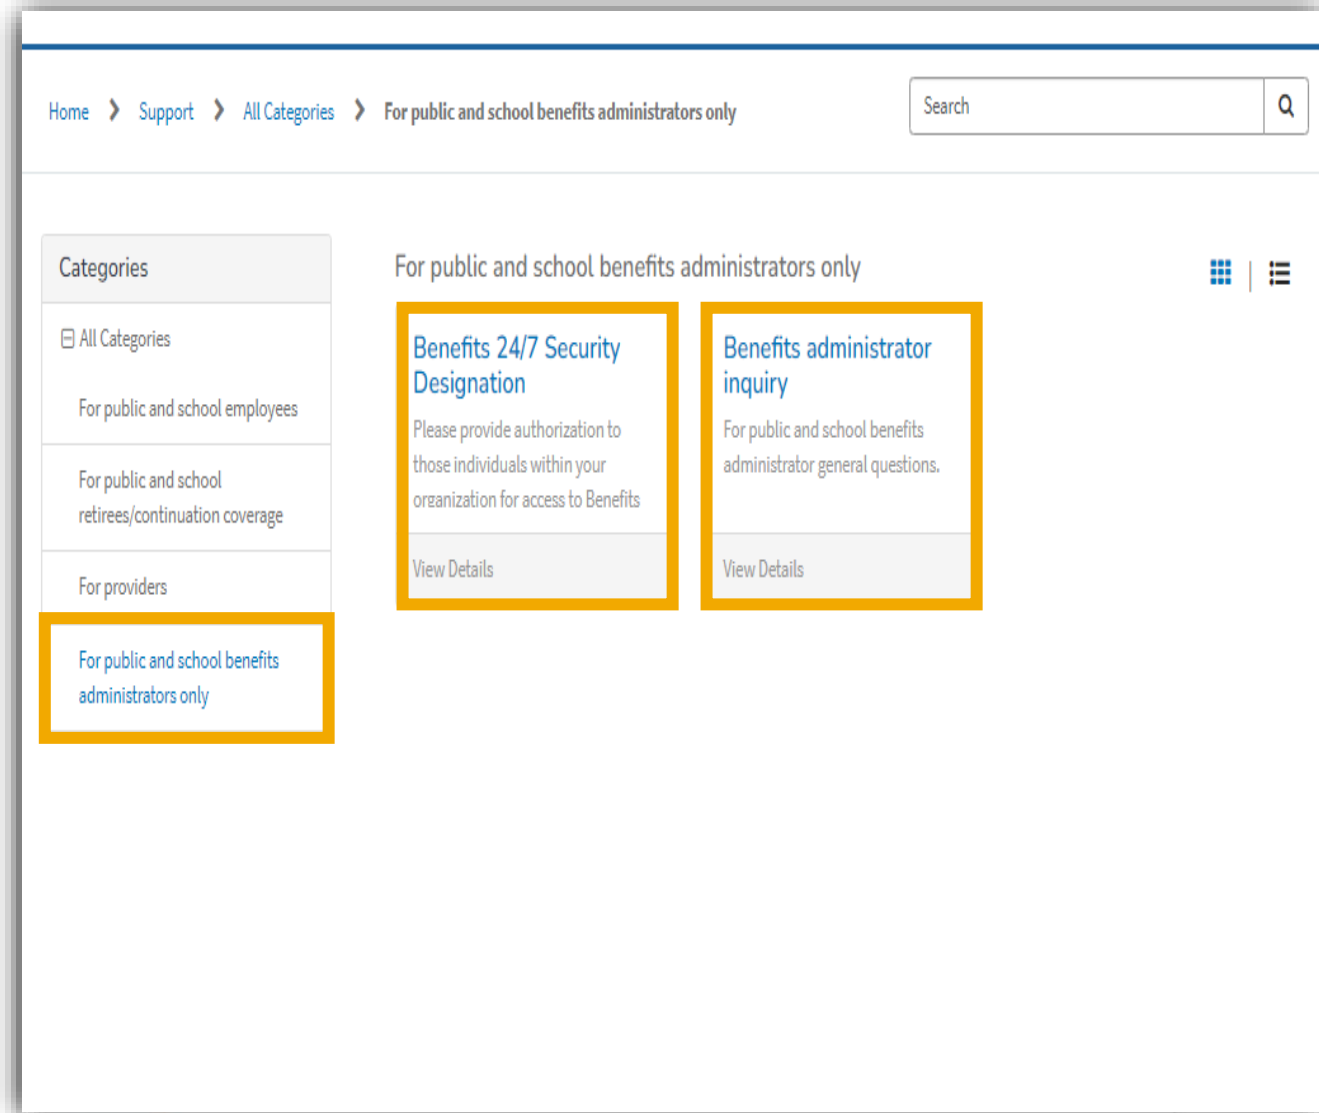 Home > Support > All Categories > For public and school benefits administrators only
Search
Categories
All Categories
For public and school employees
For public and school
retirees/continuation coverage
For providers
For public and school benefits
administrators only
For public and school benefits administrators only
Benefits 24/7 Security
Designation
Please provide authorization to
those individuals within your
organization for access to Benefits
View Details
Benefits administrator
inquiry
For public and school benefits
administrator general questions.
View Details